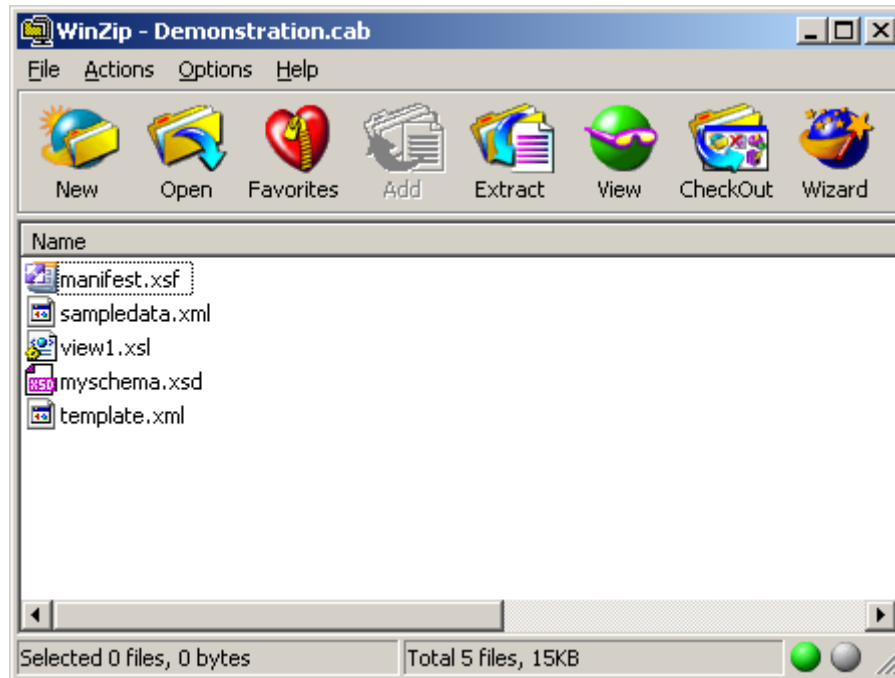 WinZip - Demonstration.cab
File Actions Options Help
New Open Favorites Add Extract View CheckOut Wizard
Name
manifest.xsf
sampledata.xml
view1.xsl
XSD myschema.xsd
template.xml
Selected 0 files, 0 bytes Total 5 files, 15KB